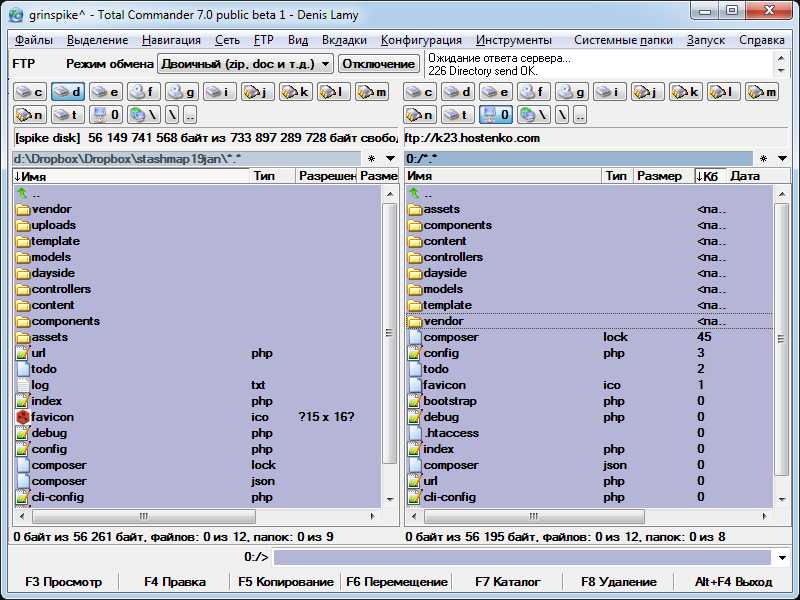 grinspike^ - Total Commander 7.0 public beta 1 - Denis Lamy
Файлы Выделение Навигация Сеть FTP Вид Вкладки Конфигурация Инструменты Системные папки Запуск Справка
FTP Режим обмена Двоичный (zip, doc и т.д.) Отключение
Ожидание ответа сервера...
226 Directory send OK.
c d e f g i j k l m
n t 0 \ \ ..
c d e f g i j k l m
n t 0 \ \ ..
[spike disk] 56 149 741 568 байт из 733 897 289 728 байт свобод
ftp://k23.hostenko.com
d:\Dropbox\Dropbox\stashmap19jan\*.* *
0:/*.* *
Имя Тип Разрешен Разме
..
vendor
uploads
template
models
dayside
controllers
content
components
assets
url php
todo
log txt
index php
favicon ico ?15 x 16?
debug php
config php
composer lock
composer json
cli-config php
Имя Тип Размер Кб Дата
..
assets <па..
components <па..
content <па..
controllers <па..
dayside <па..
models <па..
template <па..
vendor <па..
composer lock 45
config php 3
todo 2
favicon ico 1
bootstrap php 0
debug php 0
.htaccess 0
index php 0
composer json 0
url php 0
cli-config php 0
0 байт из 56 261 байт, файлов: 0 из 12, папок: 0 из 9
0 байт из 56 195 байт, файлов: 0 из 12, папок: 0 из 8
0:/>
F3 Просмотр F4 Правка F5 Копирование F6 Перемещение F7 Каталог F8 Удаление Alt+F4 Выход